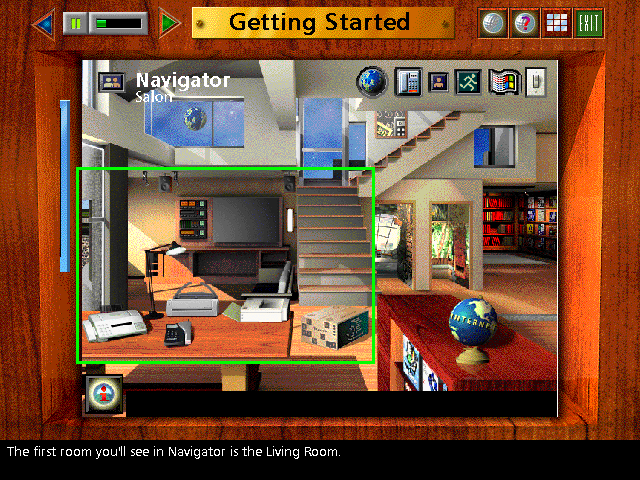 Getting Started
EXIT
Navigator
Salon
INTERNET
The first room you'll see in Navigator is the Living Room.